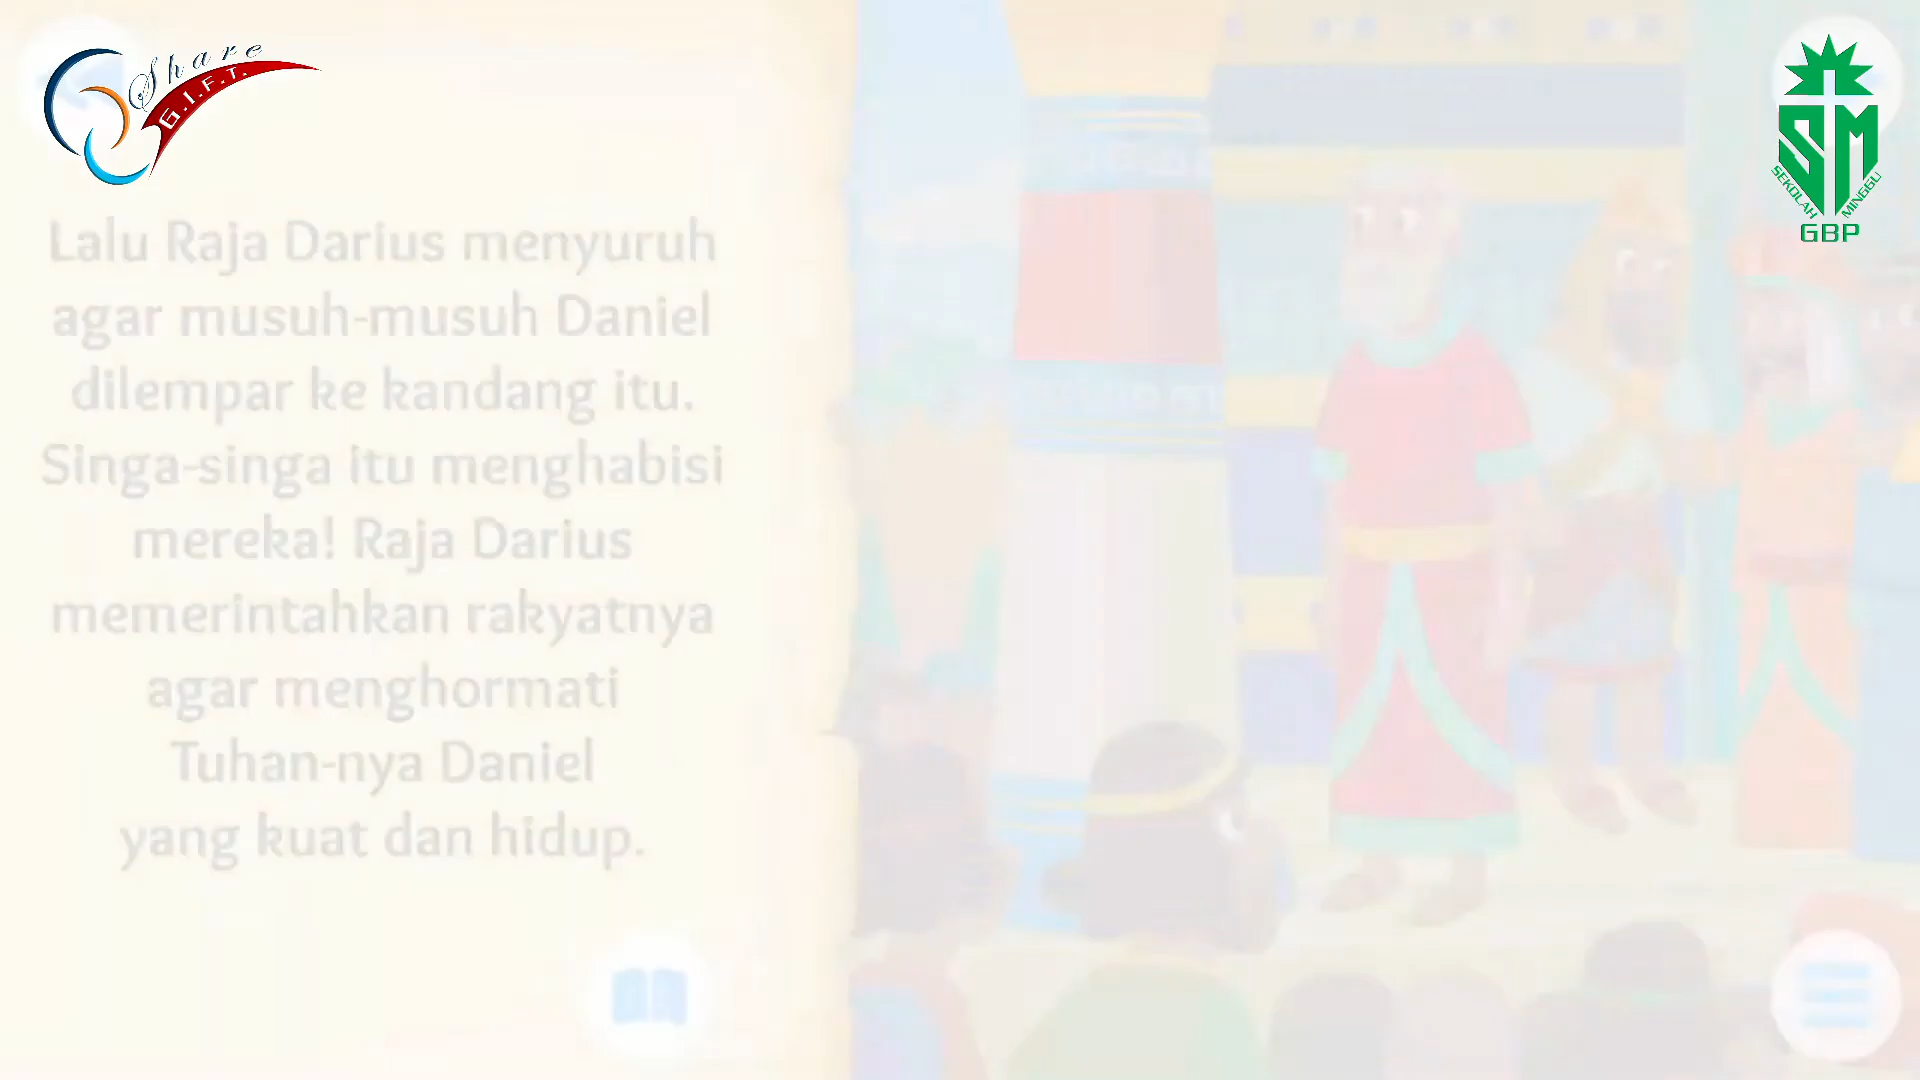 Share
G.I.F.T.
SM
SEKOLAH MINGGU
GBP
Lalu Raja Darius menyuruh
agar musuh-musuh Daniel
dilempar ke kandang itu.
Singa-singa itu menghabisi
mereka! Raja Darius
memerintahkan rakyatnya
agar menghormati
Tuhan-nya Daniel
yang kuat dan hidup.